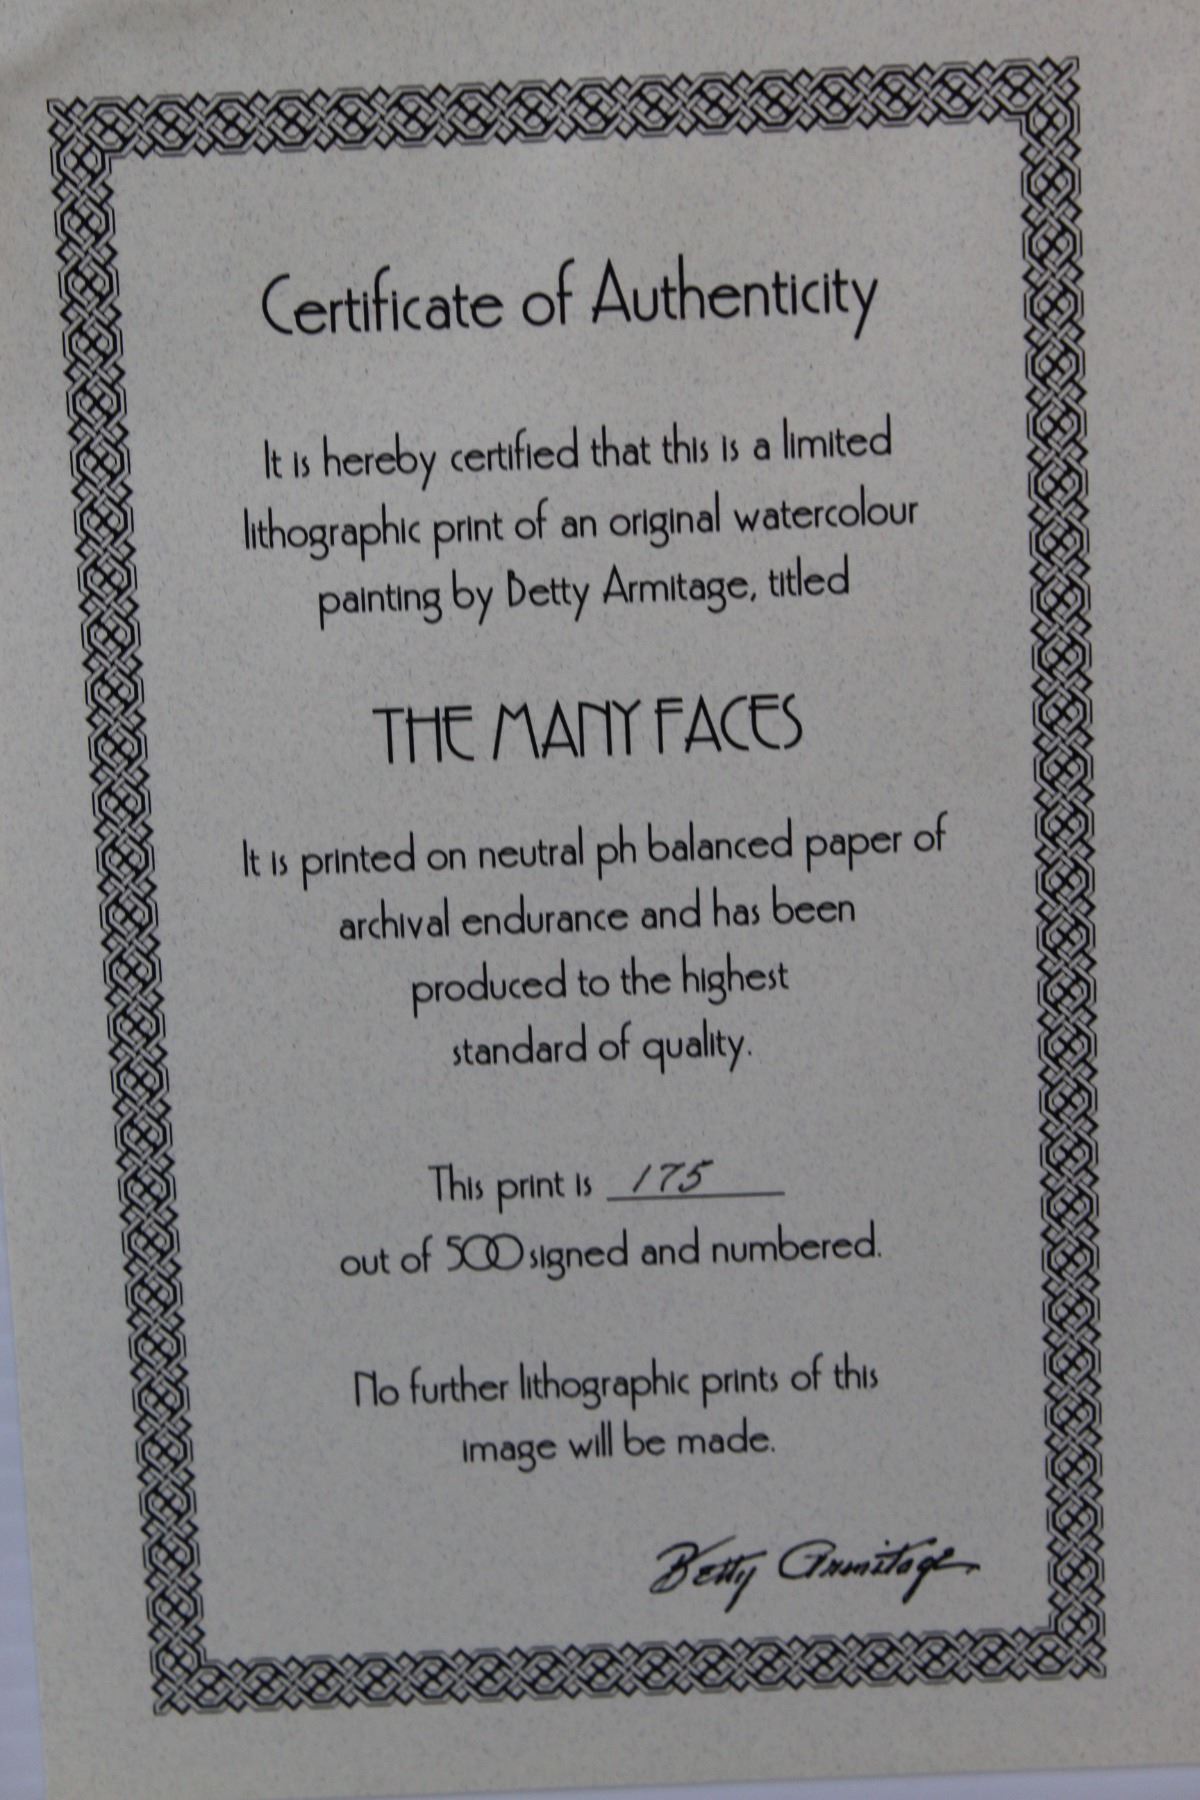 Certificate of Authenticity
It is hereby certified that this is a limited
lithographic print of an original watercolour
painting by Betty Armitage, titled
THE MANY FACES
It is printed on neutral ph balanced paper of
archival endurance and has been
produced to the highest
standard of quality.
This print is 175
out of 500 signed and numbered.
No further lithographic prints of this
image will be made.
Betty Armitage